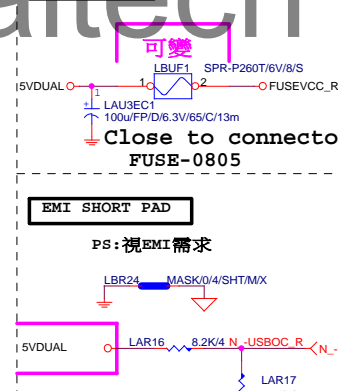 altech
可變
LBUF1 SPR-P260T/6V/8/S
5VDUAL 1 2 FUSEVCC_R
1
LAU3EC1
100u/FP/D/6.3V/65/C/13m
Close to connecto
FUSE-0805
EMI SHORT PAD
PS:視EMI需求
LBR24 MASK/0/4/SHT/M/X
5VDUAL LAR16 8.2K/4 N_-USBOC_R N_-
LAR17